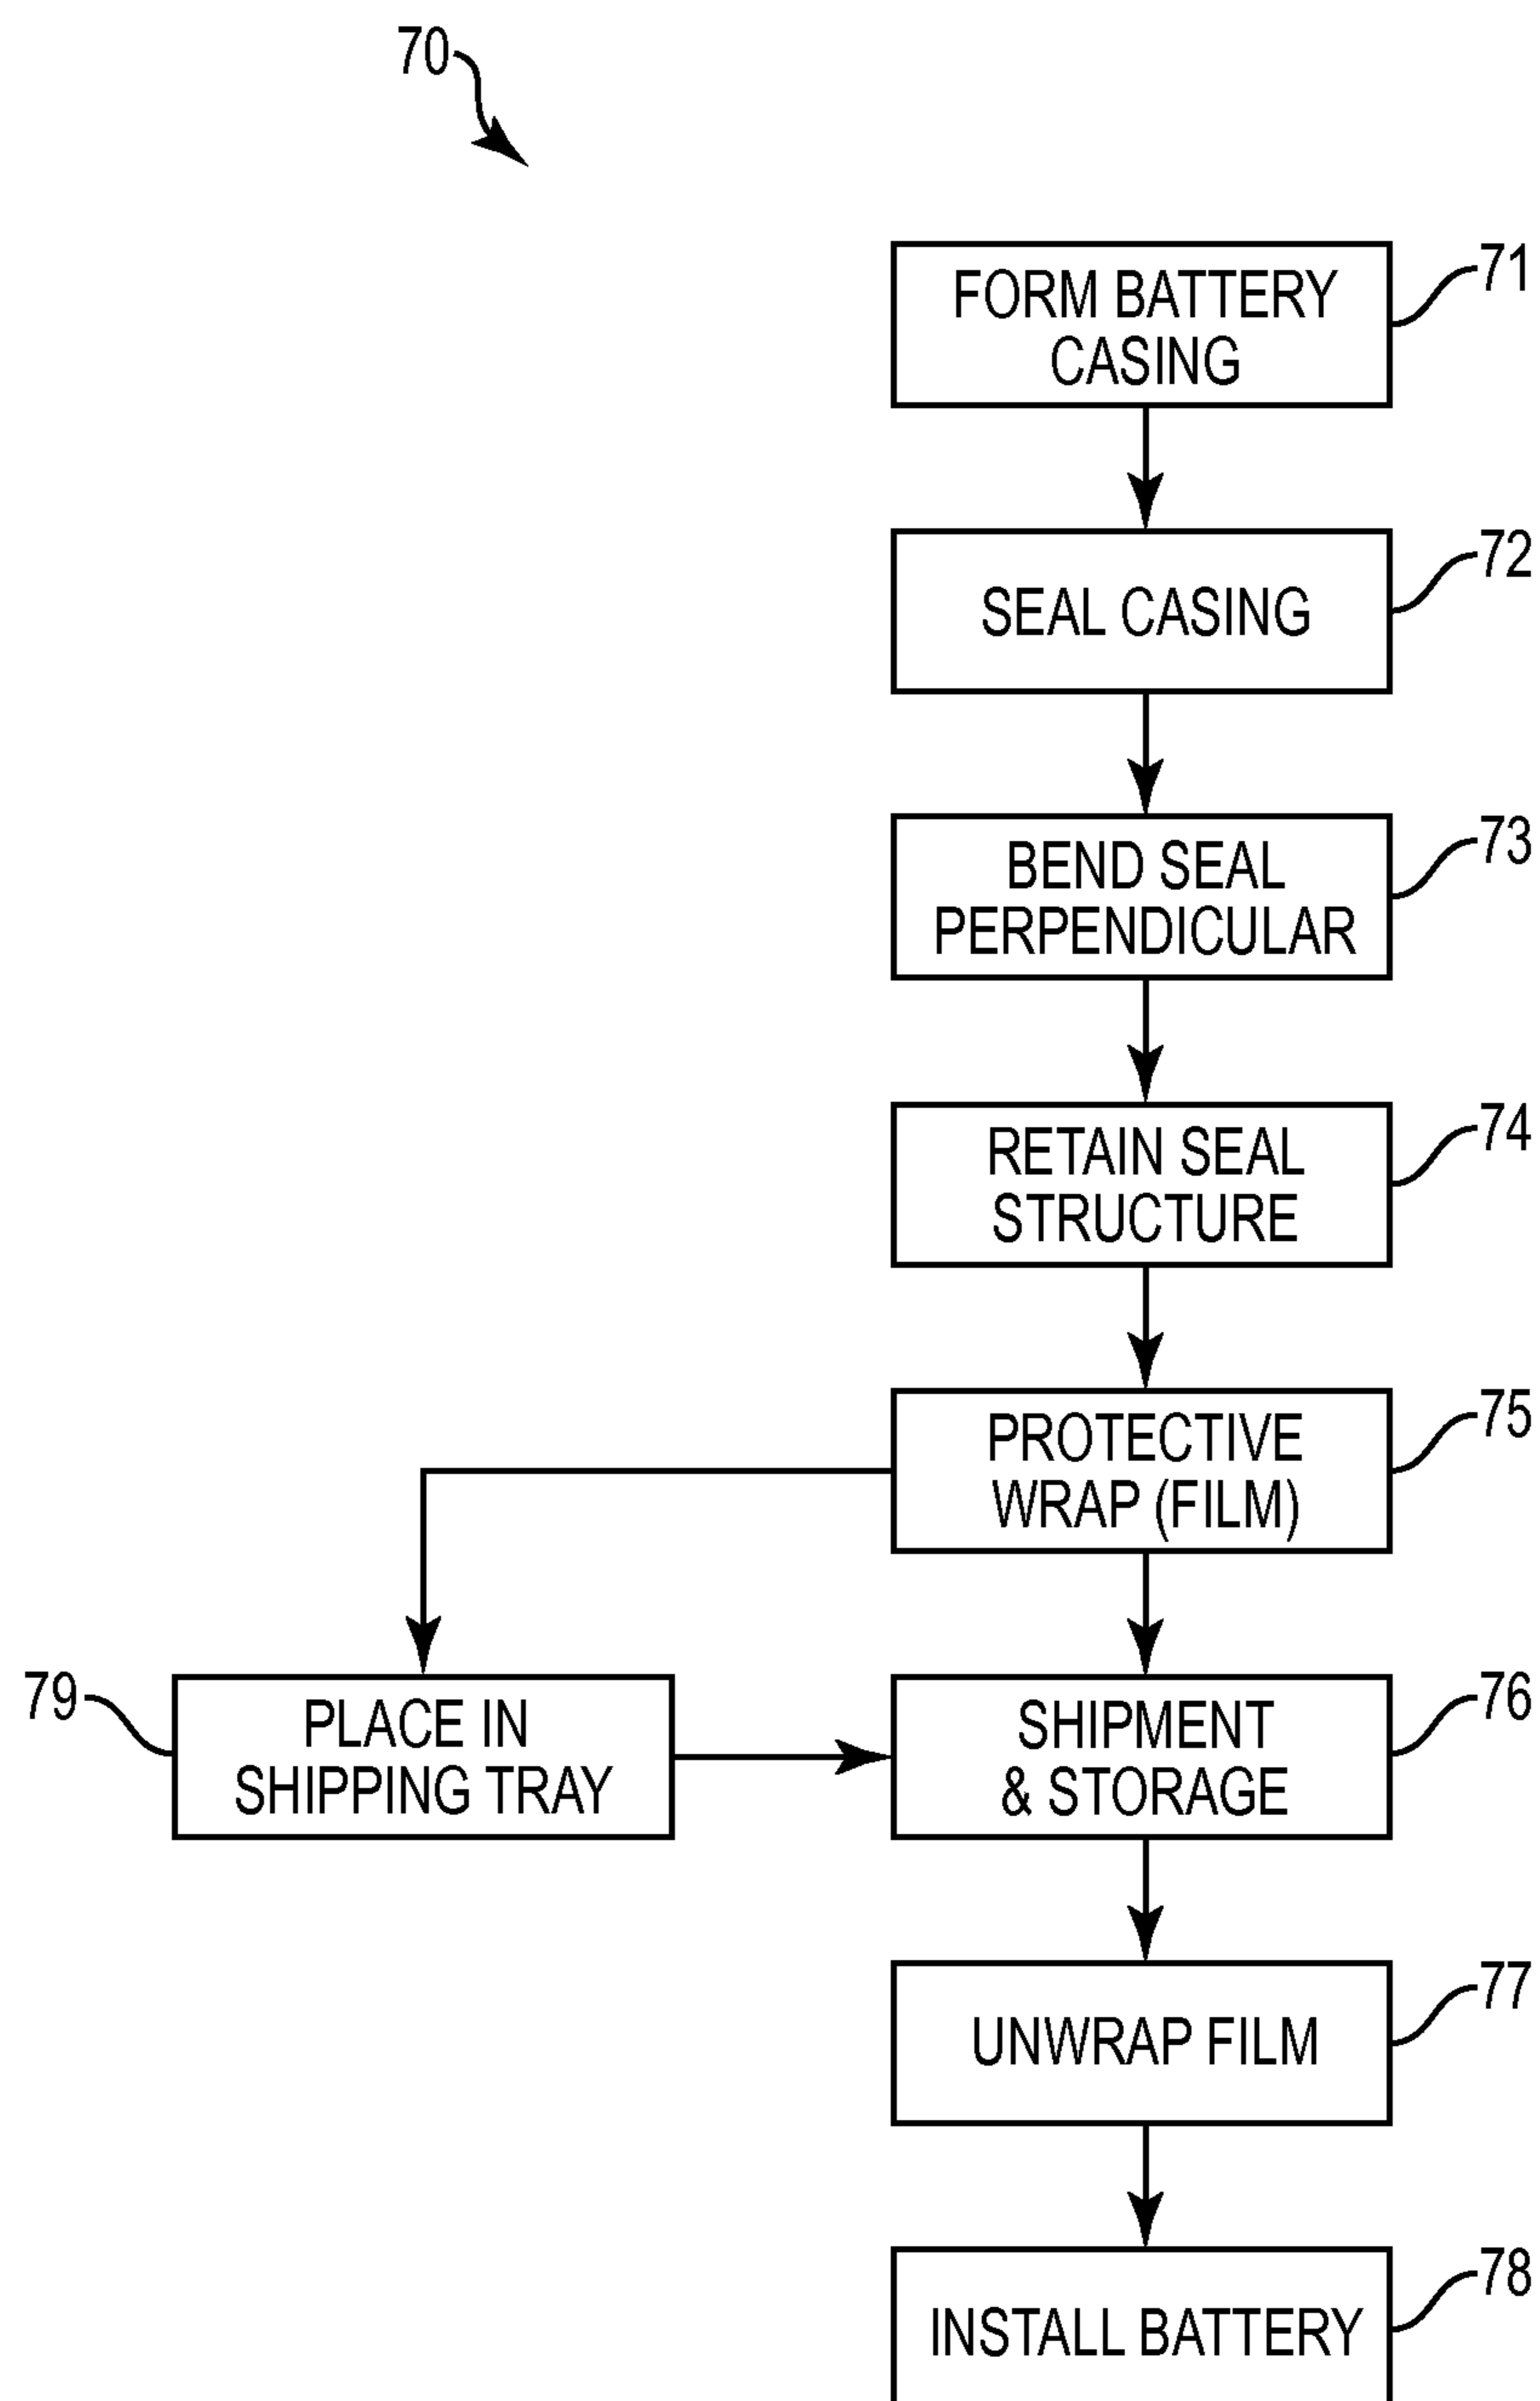 70
FORM BATTERY
CASING
71
SEAL CASING
72
BEND SEAL
PERPENDICULAR
73
RETAIN SEAL
STRUCTURE
74
PROTECTIVE
WRAP (FILM)
75
79
PLACE IN
SHIPPING TRAY
SHIPMENT
& STORAGE
76
UNWRAP FILM
77
INSTALL BATTERY
78